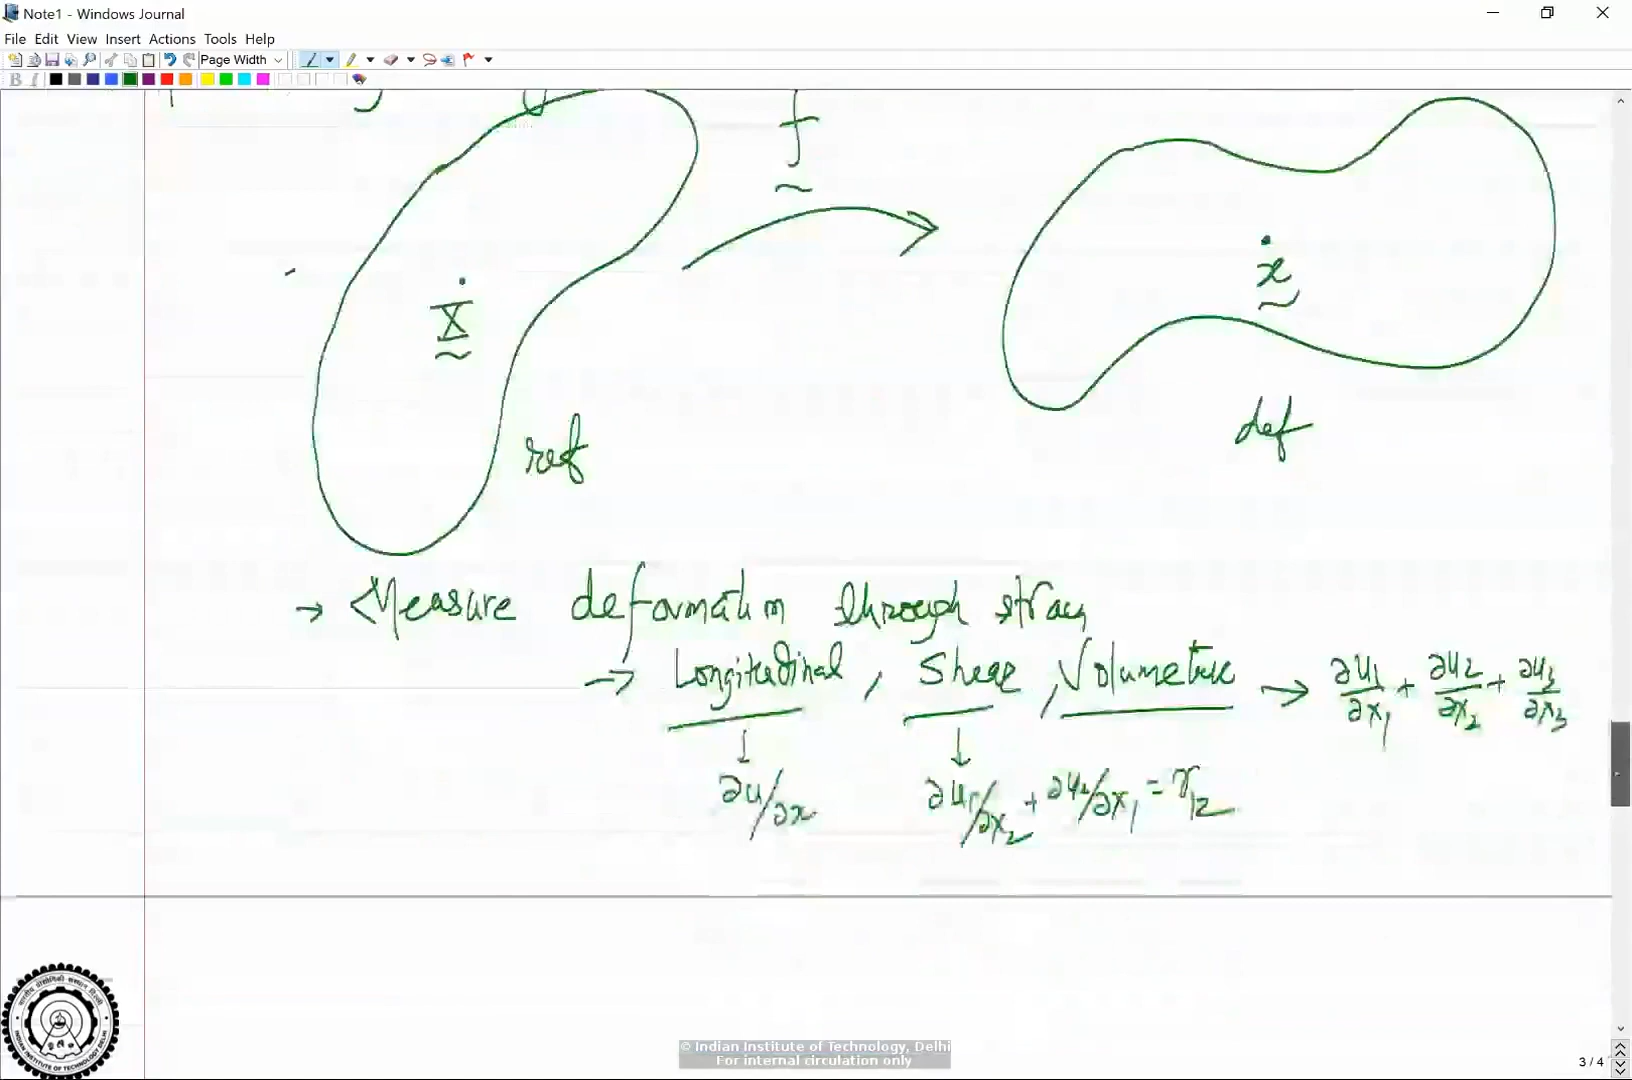 Note1 - Windows Journal
File Edit View Insert Actions Tools Help
Page Width
B I
f
X
x
ref
def
→ Measure deformation through strain
→ Longitudinal, Shear, Volumetric → ∂u₁/∂X₁ + ∂u₂/∂X₂ + ∂u₃/∂X₃
∂u/∂x
∂u₁/∂X₂ + ∂u₂/∂X₁ = γ₁₂
© Indian Institute of Technology, Delhi
For internal circulation only
3 / 4